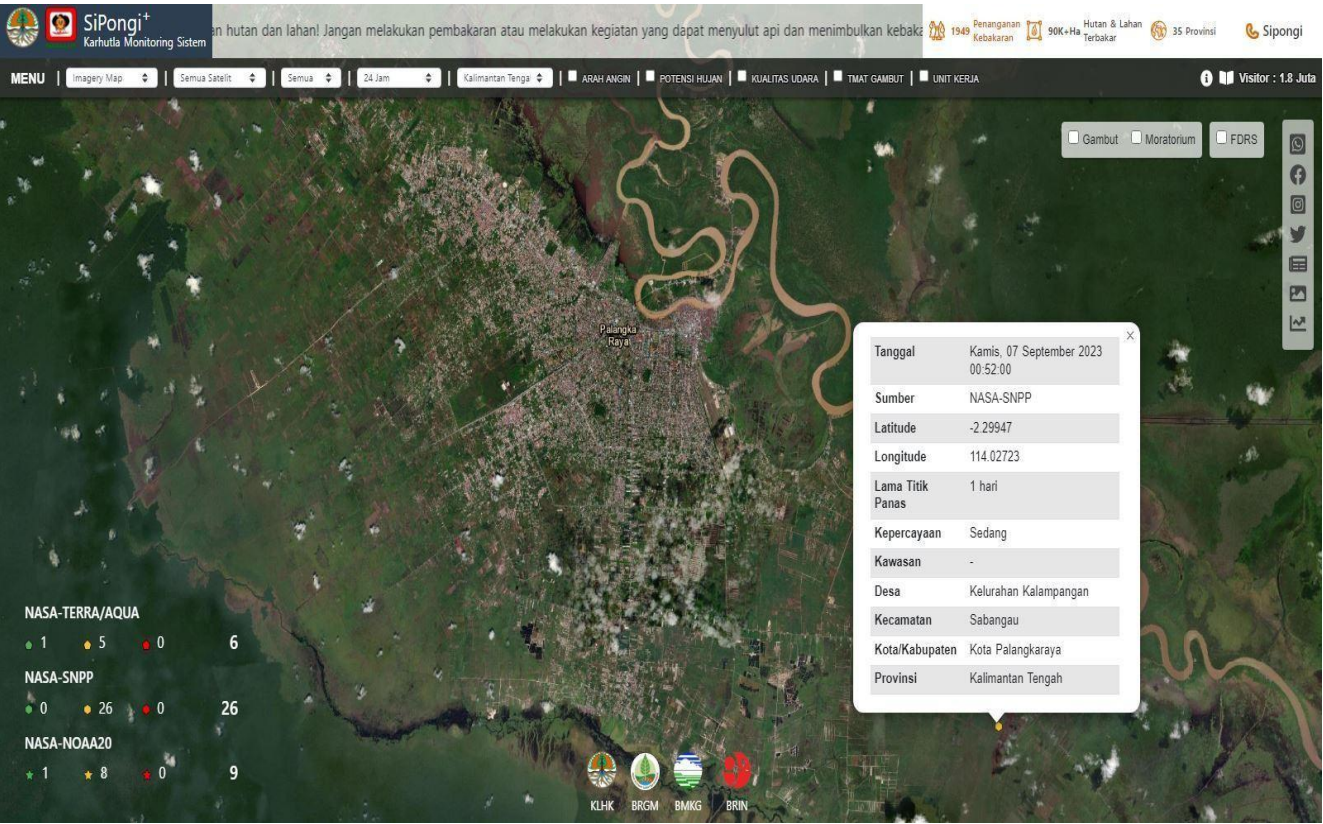 SiPongi+
Karhutla Monitoring Sistem
an hutan dan lahan! Jangan melakukan pembakaran atau melakukan kegiatan yang dapat menyulut api dan menimbulkan kebaka
1949 Penanganan Kebakaran
90K+Ha Hutan & Lahan Terbakar
35 Provinsi
Sipongi
MENU | Imagery Map | Semua Satelit | Semua | 24 Jam | Kalimantan Tenga | ARAH ANGIN | POTENSI HUJAN | KUALITAS UDARA | TMAT GAMBUT | UNIT KERJA
Visitor : 1.8 Juta
Gambut Moratorium FDRS
Palangka
Raya
Tanggal Kamis, 07 September 2023
00:52:00
Sumber NASA-SNPP
Latitude -2.29947
Longitude 114.02723
Lama Titik Panas 1 hari
Kepercayaan Sedang
Kawasan -
Desa Kelurahan Kalampangan
Kecamatan Sabangau
Kota/Kabupaten Kota Palangkaraya
Provinsi Kalimantan Tengah
NASA-TERRA/AQUA
1 5 0 6
NASA-SNPP
0 26 0 26
NASA-NOAA20
1 8 0 9
KLHK BRGM BMKG BRIN